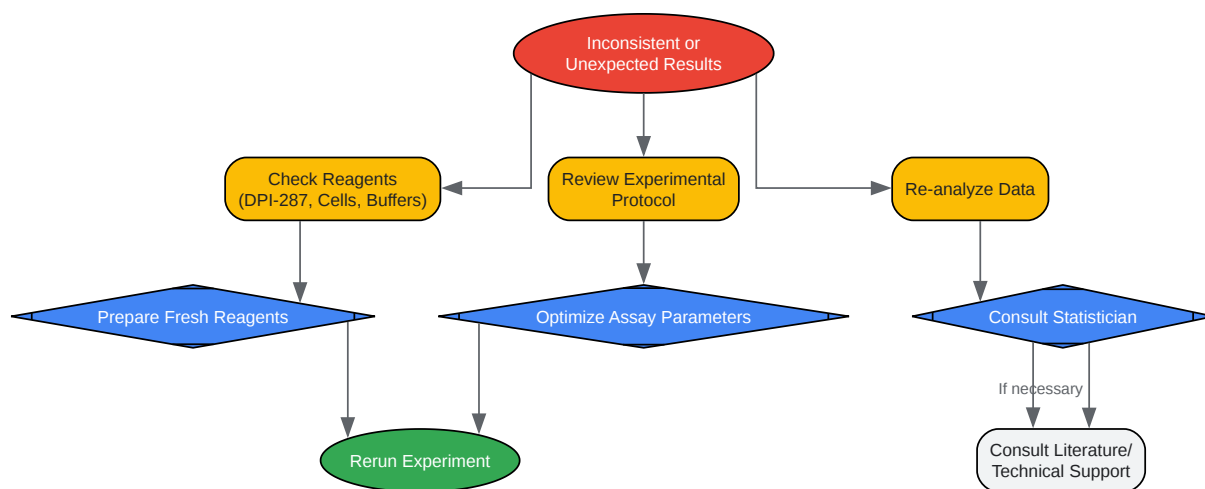 Inconsistent or
Unexpected Results
Check Reagents
(DPI-287, Cells, Buffers)
Review Experimental
Protocol
Re-analyze Data
Prepare Fresh Reagents
Optimize Assay Parameters
Consult Statistician
If necessary
Rerun Experiment
Consult Literature/
Technical Support